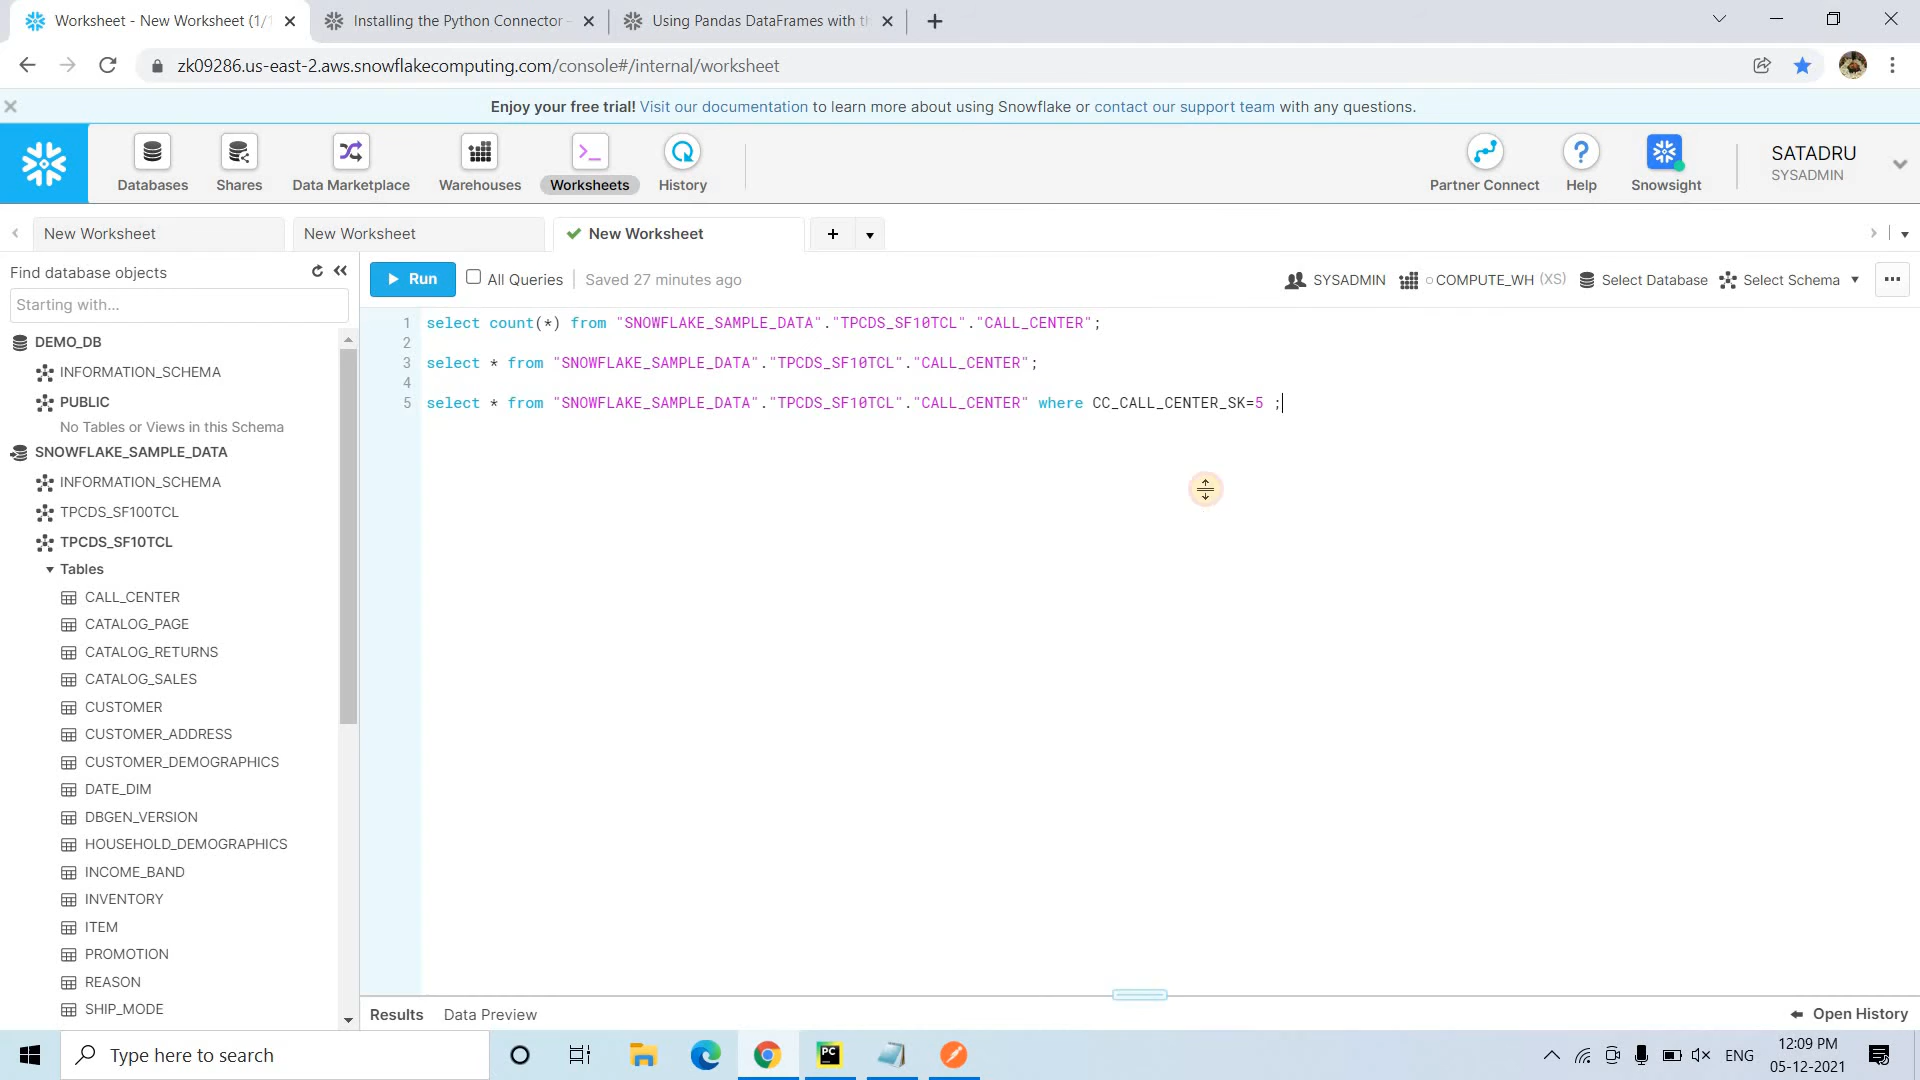 Worksheet - New Worksheet (1/1
Installing the Python Connector -
Using Pandas DataFrames with th
zk09286.us-east-2.aws.snowflakecomputing.com/console#/internal/worksheet
Enjoy your free trial! Visit our documentation to learn more about using Snowflake or contact our support team with any questions.
Databases
Shares
Data Marketplace
Warehouses
Worksheets
History
Partner Connect
Help
Snowsight
SATADRU
SYSADMIN
New Worksheet
New Worksheet
New Worksheet
Find database objects
Run
All Queries
Saved 27 minutes ago
SYSADMIN
COMPUTE_WH (XS)
Select Database
Select Schema
Starting with...
1 select count(*) from "SNOWFLAKE_SAMPLE_DATA"."TPCDS_SF10TCL"."CALL_CENTER";
2
3 select * from "SNOWFLAKE_SAMPLE_DATA"."TPCDS_SF10TCL"."CALL_CENTER";
4
5 select * from "SNOWFLAKE_SAMPLE_DATA"."TPCDS_SF10TCL"."CALL_CENTER" where CC_CALL_CENTER_SK=5 ;
DEMO_DB
INFORMATION_SCHEMA
PUBLIC
No Tables or Views in this Schema
SNOWFLAKE_SAMPLE_DATA
INFORMATION_SCHEMA
TPCDS_SF100TCL
TPCDS_SF10TCL
Tables
CALL_CENTER
CATALOG_PAGE
CATALOG_RETURNS
CATALOG_SALES
CUSTOMER
CUSTOMER_ADDRESS
CUSTOMER_DEMOGRAPHICS
DATE_DIM
DBGEN_VERSION
HOUSEHOLD_DEMOGRAPHICS
INCOME_BAND
INVENTORY
ITEM
PROMOTION
REASON
SHIP_MODE
Results
Data Preview
Open History
Type here to search
PC
ENG
12:09 PM
05-12-2021